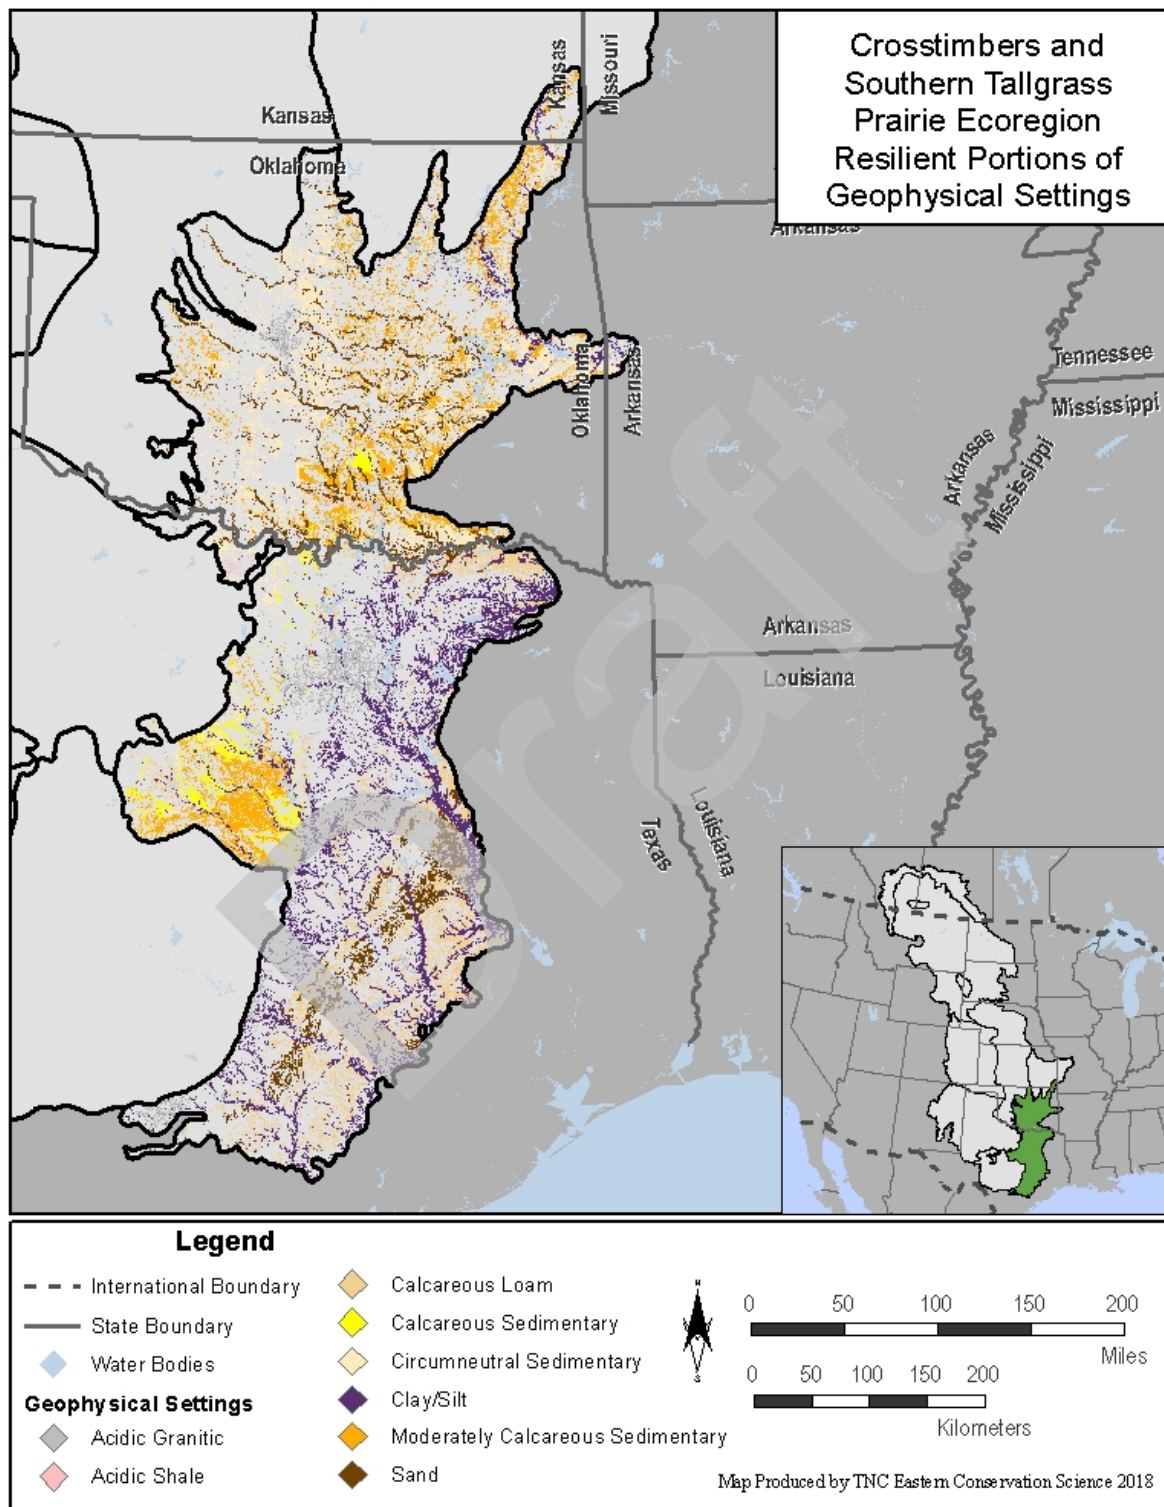 Crosstimbers and
Southern Tallgrass
Prairie Ecoregion
Resilient Portions of
Geophysical Settings
Kansas
Missouri
Kansas
Oklahoma
Arkansas
Tennessee
Mississippi
Oklahoma
Arkansas
Arkansas
Mississippi
Arkansas
Louisiana
Texas
Louisiana
Draft
Legend
International Boundary
State Boundary
Water Bodies
Geophysical Settings
Acidic Granitic
Acidic Shale
Calcareous Loam
Calcareous Sedimentary
Circumneutral Sedimentary
Clay/Silt
Moderately Calcareous Sedimentary
Sand
N
S
0 50 100 150 200
Miles
0 50 100 150 200
Kilometers
Map Produced by TNC Eastern Conservation Science 2018